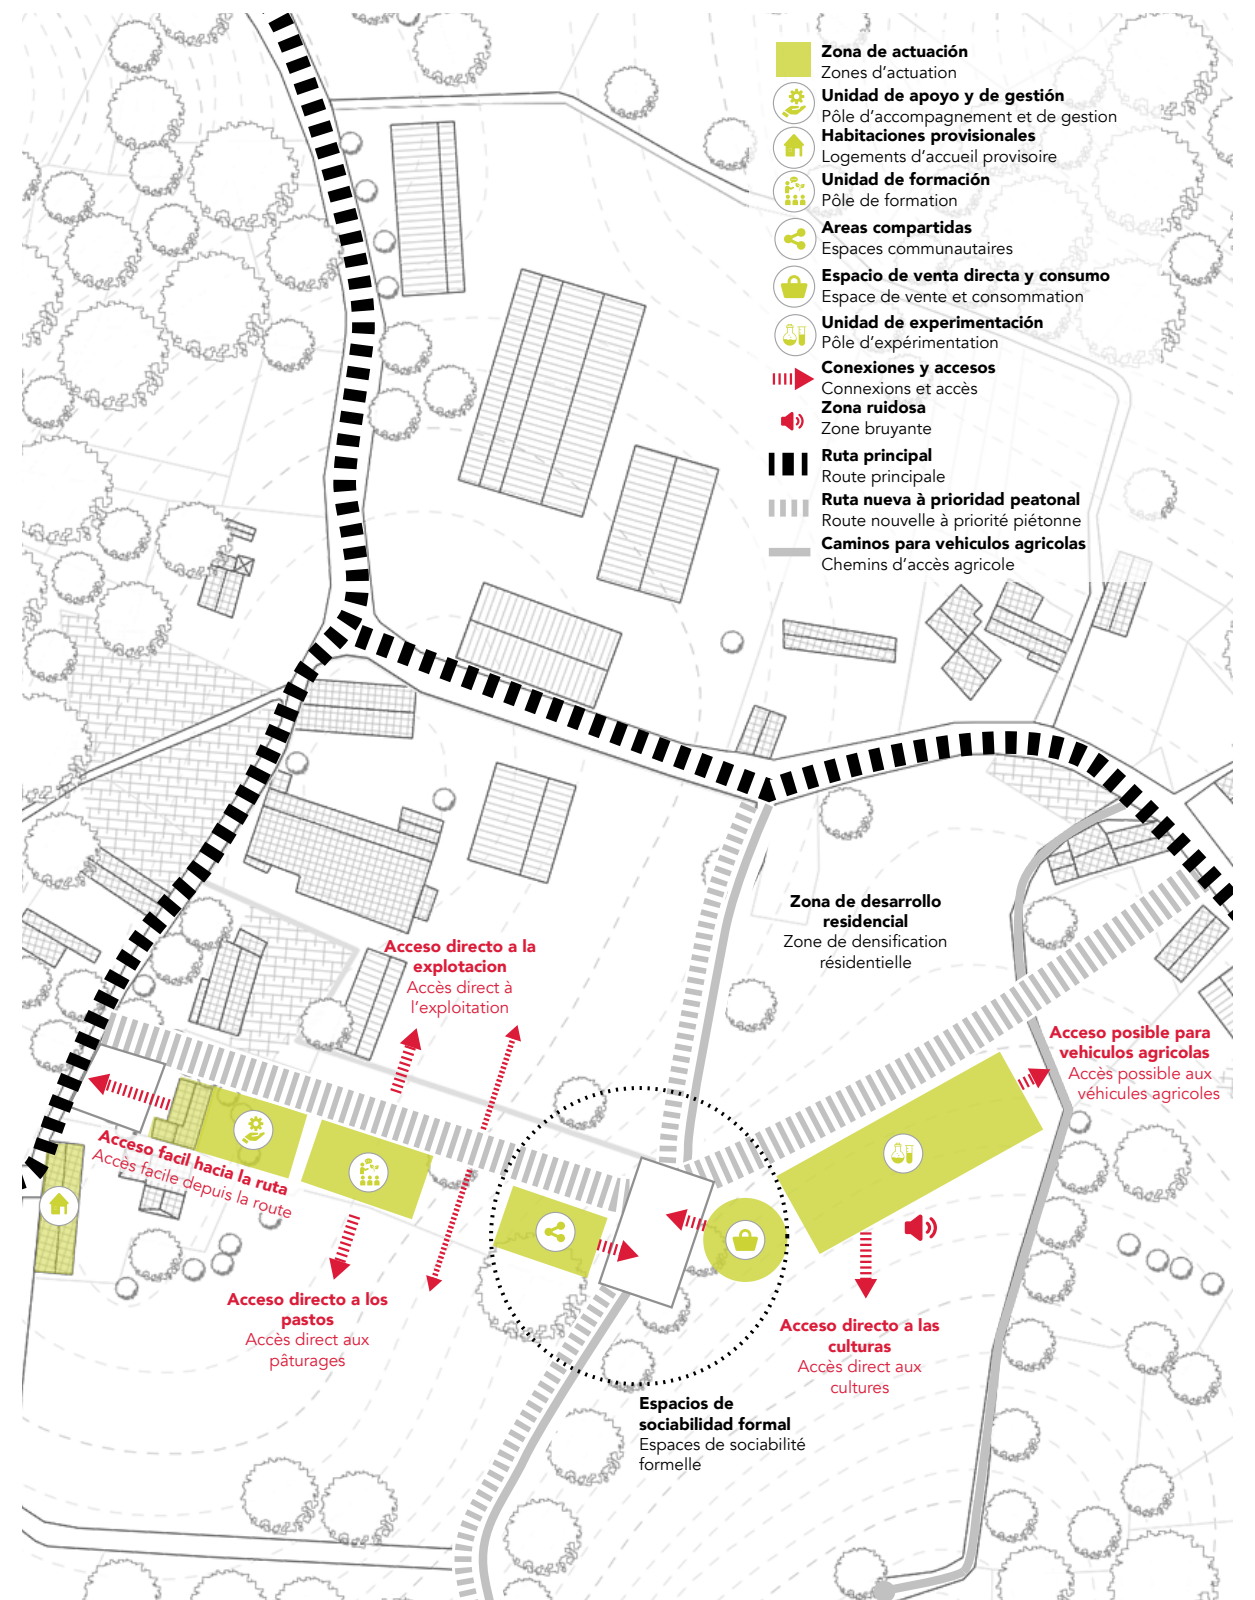 Zona de actuación
Zones d'actuation
Unidad de apoyo y de gestión
Pôle d'accompagnement et de gestion
Habitaciones provisionales
Logements d'accueil provisoire
Unidad de formación
Pôle de formation
Areas compartidas
Espaces communautaires
Espacio de venta directa y consumo
Espace de vente et consommation
Unidad de experimentación
Pôle d'expérimentation
Conexiones y accesos
Connexions et accès
Zona ruidosa
Zone bruyante
Ruta principal
Route principale
Ruta nueva à prioridad peatonal
Route nouvelle à priorité piétonne
Caminos para vehiculos agricolas
Chemins d'accès agricole
Zona de desarrollo
residencial
Zone de densification
résidentielle
Acceso directo a la
explotacion
Accès direct à
l'exploitation
Acceso posible para
vehiculos agricolas
Accès possible aux
véhicules agricoles
Acceso facil hacia la ruta
Accès facile depuis la route
Acceso directo a los
pastos
Accès direct aux
pâturages
Acceso directo a las
culturas
Accès direct aux
cultures
Espacios de
sociabilidad formal
Espaces de sociabilité
formelle